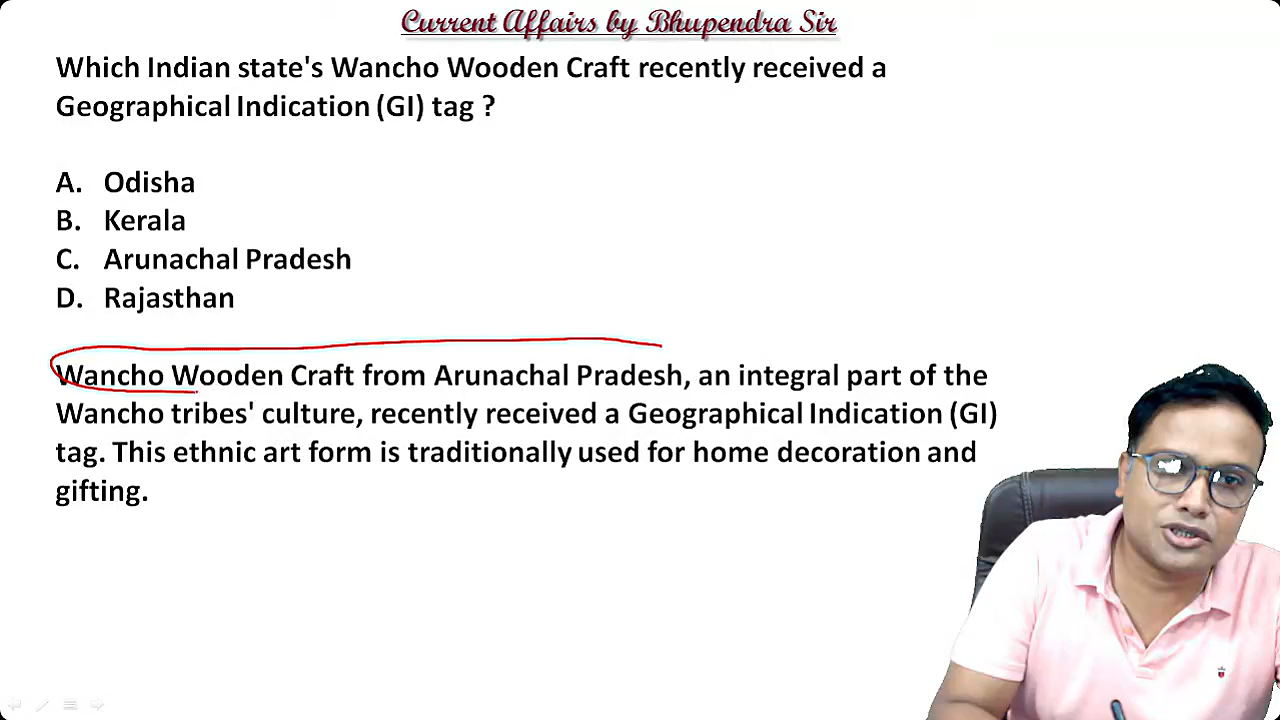 Current Affairs by Bhupendra Sir
Which Indian state's Wancho Wooden Craft recently received a
Geographical Indication (GI) tag ?
A. Odisha
B. Kerala
C. Arunachal Pradesh
D. Rajasthan
Wancho Wooden Craft from Arunachal Pradesh, an integral part of the
Wancho tribes' culture, recently received a Geographical Indication (GI)
tag. This ethnic art form is traditionally used for home decoration and
gifting.